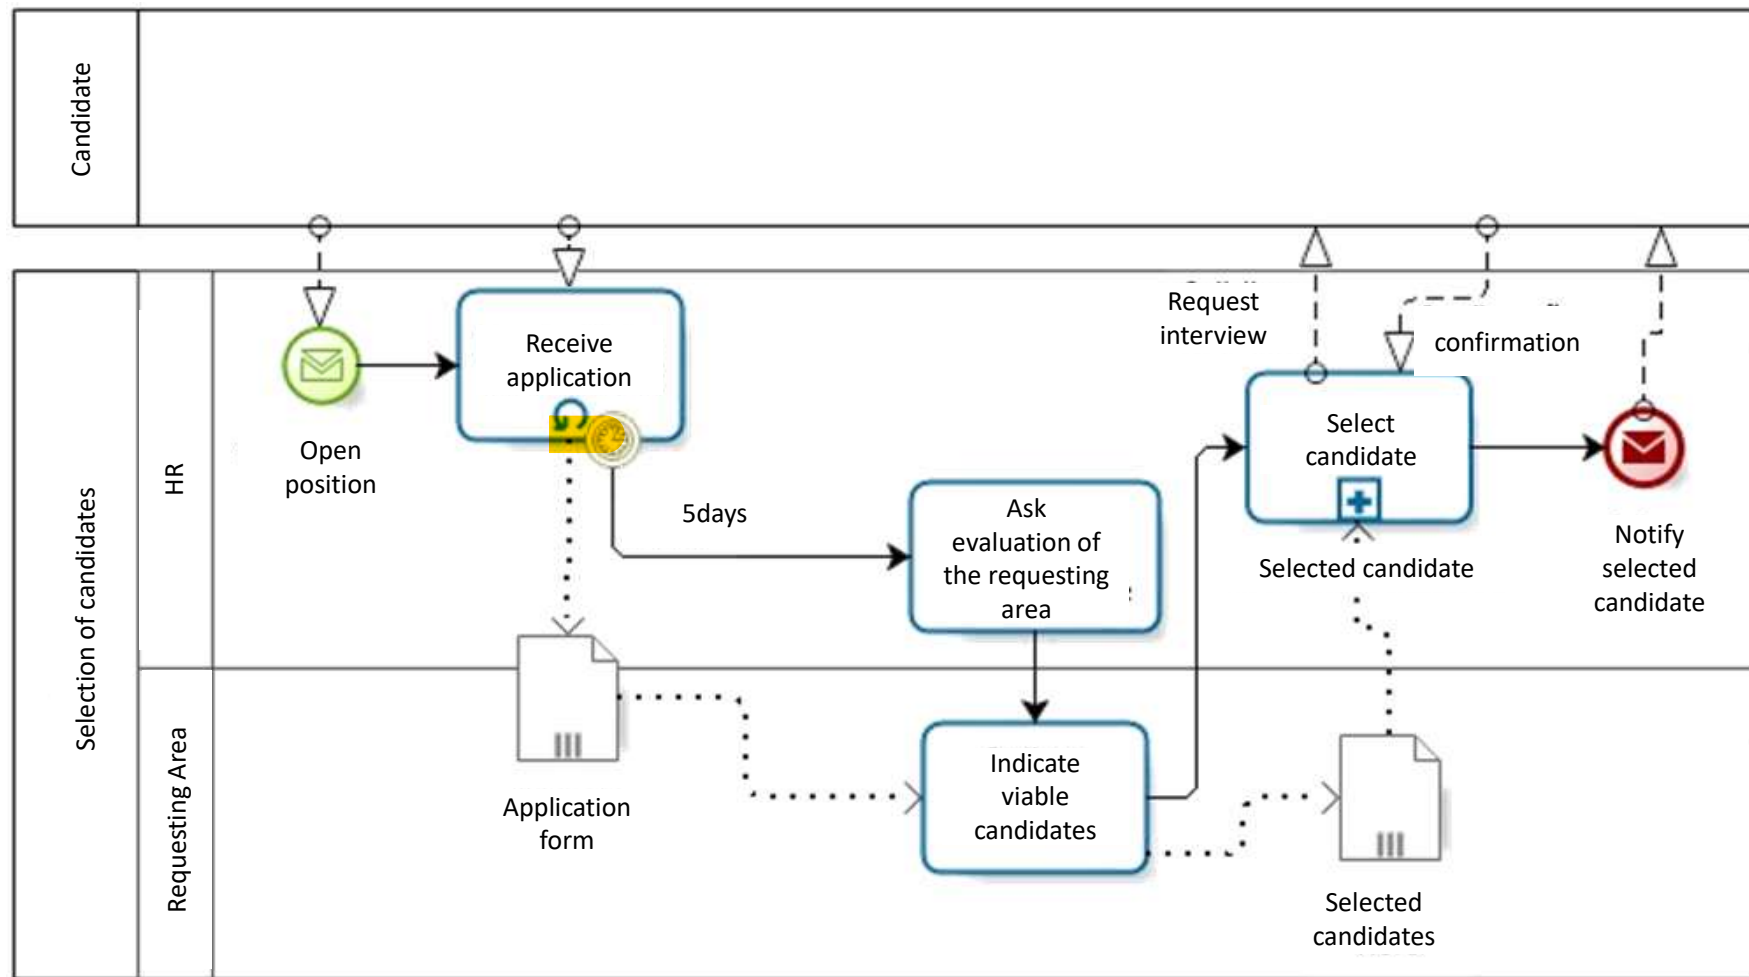 Candidate
Selection of candidates
HR
Requesting Area
Open
position
Receive
application
5days
Ask
evaluation of
the requesting
area
Request
interview
confirmation
Select
candidate
Selected candidate
Notify
selected
candidate
Application
form
Indicate
viable
candidates
Selected
candidates